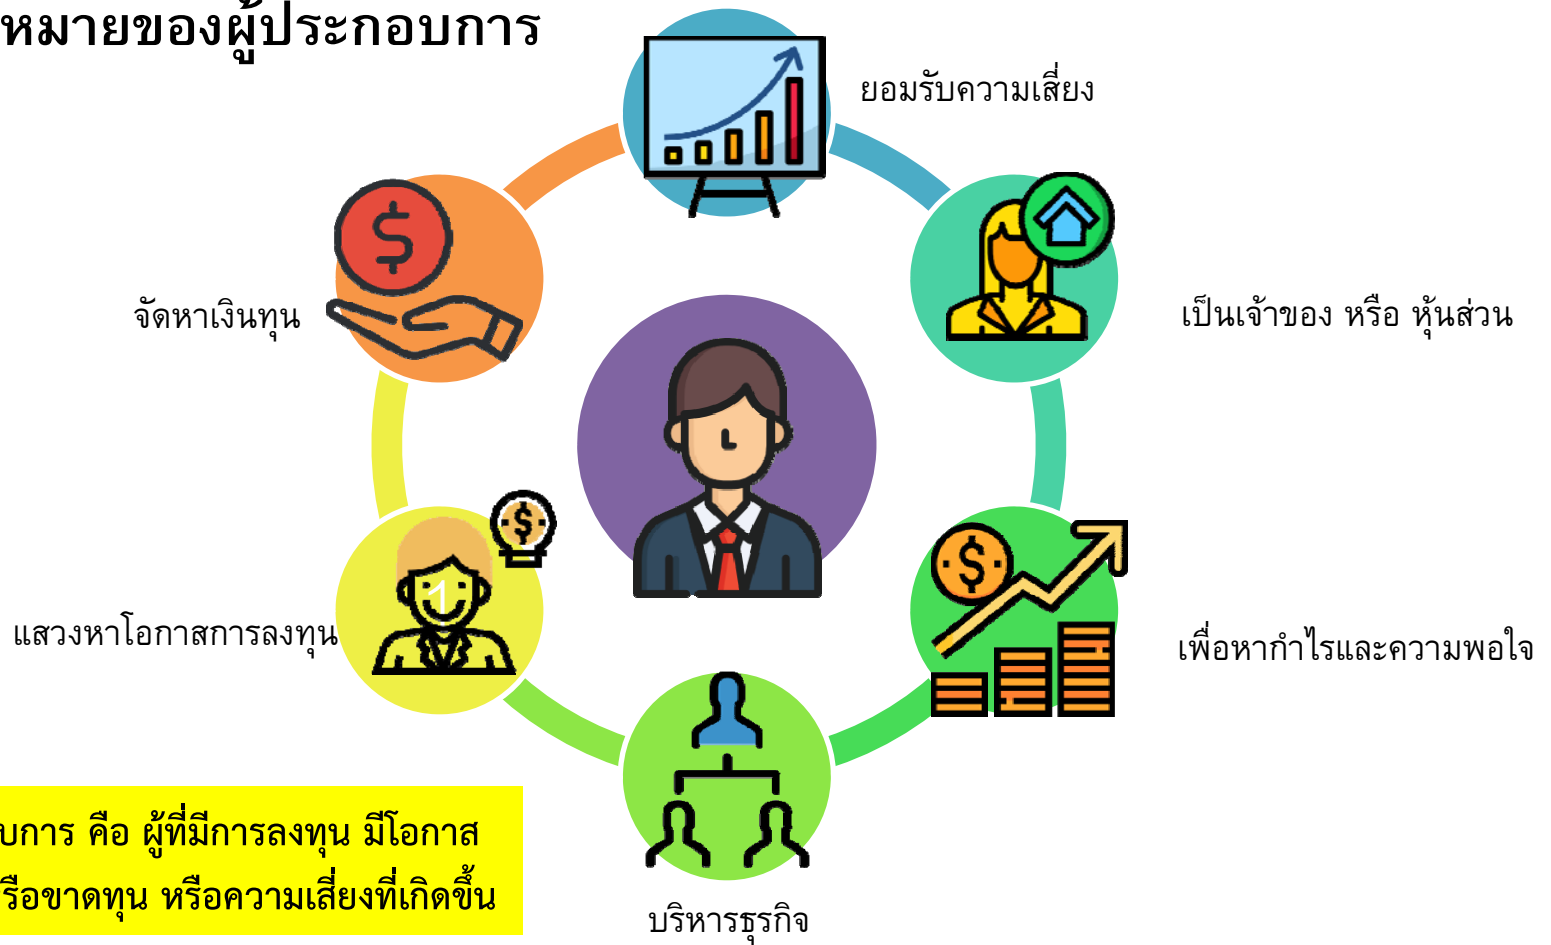 หมายของผู้ประกอบการ
ยอมรับความเสี่ยง
จัดหาเงินทุน
เป็นเจ้าของ หรือ หุ้นส่วน
1
แสวงหาโอกาสการลงทุน
เพื่อหากำไรและความพอใจ
บการ คือ ผู้ที่มีการลงทุน มีโอกาส
รือขาดทุน หรือความเสี่ยงที่เกิดขึ้น
บริหารธุรกิจ